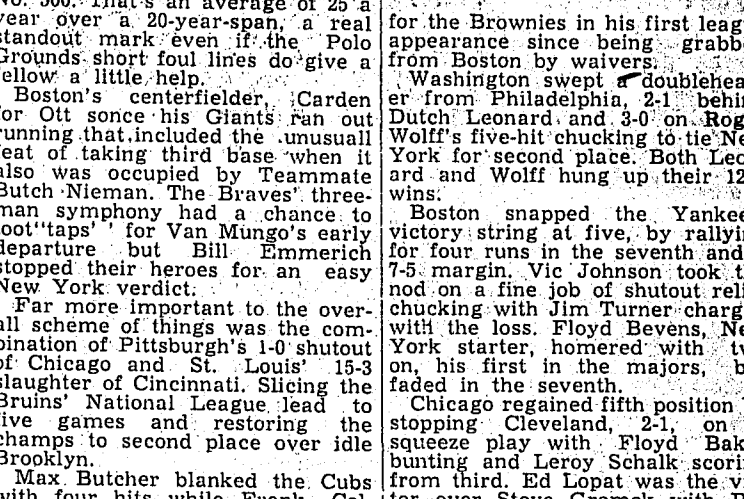 No. 500. That's an average of 25 a
year over a 20-year-span, a real
standout mark even if the Polo
Grounds short foul lines do give a
fellow a little help.
Boston's centerfielder, Carden
for Ott sonce his Giants ran out
running that included the unusuall
feat of taking third base when it
also was occupied by Teammate
Butch Nieman. The Braves' three-
man symphony had a chance to
toot "taps' ' for Van Mungo's early
departure but Bill Emmerich
stopped their heroes for an easy
New York verdict.
Far more important to the over-
all scheme of things was the com-
bination of Pittsburgh's 1-0 shutout
of Chicago and St. Louis' 15-3
slaughter of Cincinnati. Slicing the
Bruins' National League lead to
five games and restoring the
champs to second place over idle
Brooklyn.
Max Butcher blanked the Cubs
with four hits while Frank
for the Brownies in his first leag
appearance since being grabb
from Boston by waivers.
Washington swept a doublehea
er from Philadelphia, 2-1 behin
Dutch Leonard and 3-0 on Rog
Wolff's five-hit chucking to tie Ne
York for second place. Both Leo
ard and Wolff hung up their 12
wins.
Boston snapped the Yankee
victory string at five, by rallyin
for four runs in the seventh and
7-5 margin. Vic Johnson took t
nod on a fine job of shutout reli
chucking with Jim Turner charg
with the loss. Floyd Bevens, Ne
York starter, homered with tw
on, his first in the majors, b
faded in the seventh.
Chicago regained fifth position
stopping Cleveland, 2-1, on
squeeze play with Floyd Bak
bunting and Leroy Schalk scori
from third. Ed Lopat was the v
tor over Steve Gromek with